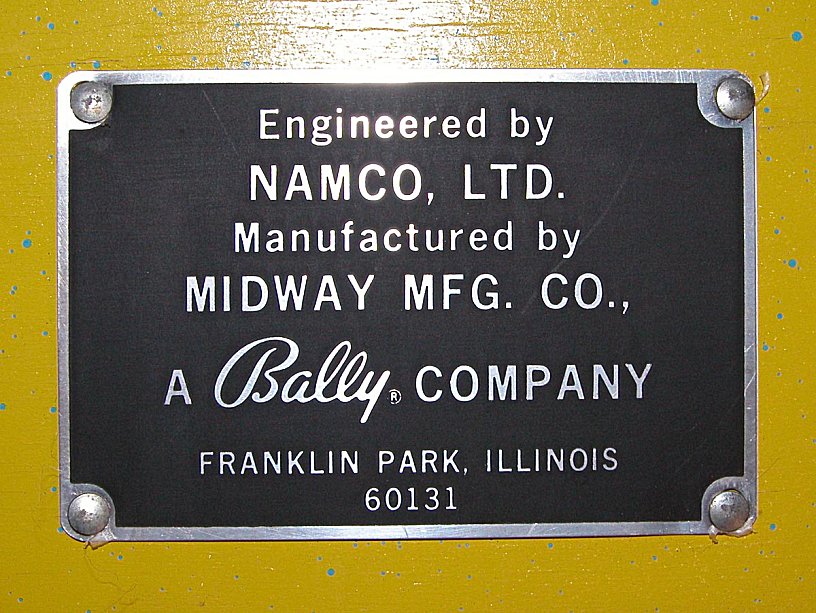 Engineered by
NAMCO, LTD.
Manufactured by
MIDWAY MFG. CO.,
A Bally® COMPANY
FRANKLIN PARK, ILLINOIS
60131